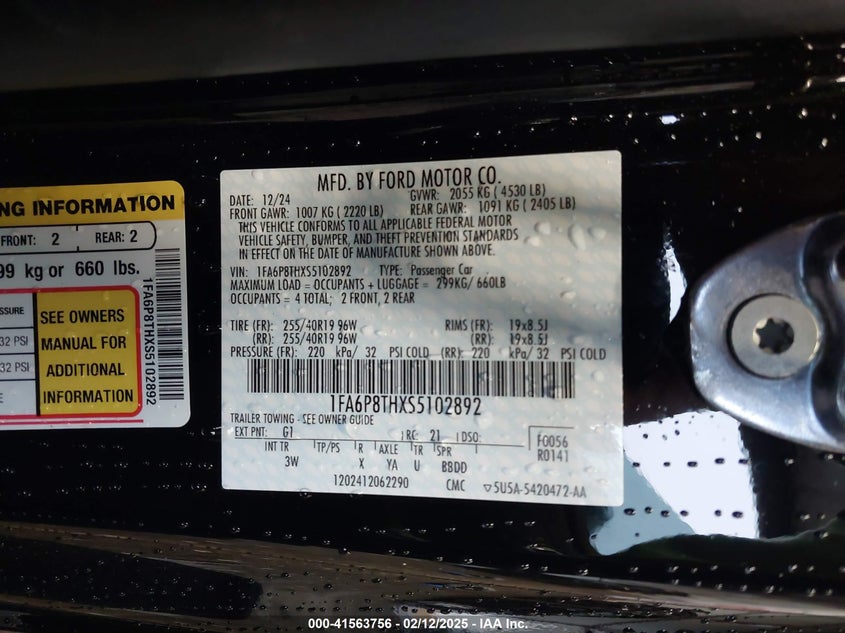 NG INFORMATION
FRONT: 2 REAR: 2
99 kg or 660 lbs.
ESSURE
32 PSI
32 PSI
SEE OWNERS
MANUAL FOR
ADDITIONAL
INFORMATION
1FA6P8THXS5102892
MFD. BY FORD MOTOR CO.
DATE: 12/24 GVWR: 2055 KG ( 4530 LB)
FRONT GAWR: 1007 KG ( 2220 LB) REAR GAWR: 1091 KG ( 2405 LB)
THIS VEHICLE CONFORMS TO ALL APPLICABLE FEDERAL MOTOR
VEHICLE SAFETY, BUMPER, AND THEFT PREVENTION STANDARDS
IN EFFECT ON THE DATE OF MANUFACTURE SHOWN ABOVE.
VIN: 1FA6P8THXS5102892 TYPE: Passenger Car
MAXIMUM LOAD = OCCUPANTS + LUGGAGE = 299KG/ 660LB
OCCUPANTS = 4 TOTAL; 2 FRONT, 2 REAR
TIRE (FR): 255/40R19 96W RIMS (FR): 19x8.5J
(RR): 255/40R19 96W (RR): 19x8.5J
PRESSURE (FR): 220 kPa/ 32 PSI COLD (RR): 220 kPa/ 32 PSI COLD
1FA6P8THXS5102892
TRAILER TOWING - SEE OWNER GUIDE
EXT PNT: G1 RC: 21 DSO: F0056
R0141
INT TR TP/PS R AXLE TR SPR
3W X YA U B8DD
1202412062290 CMC ▽SU5A-5420472-AA
000-41563756 - 02/12/2025 - IAA Inc.